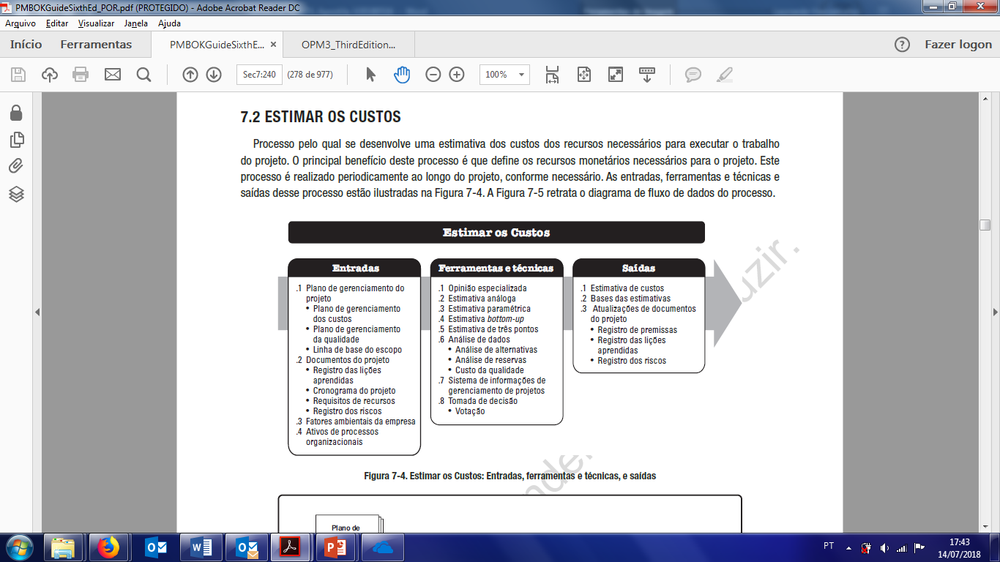 PMBOKGuideSixthEd_POR.pdf (PROTEGIDO) - Adobe Acrobat Reader DC
Arquivo Editar Visualizar Janela Ajuda
Início Ferramentas PMBOKGuideSixthE... × OPM3_ThirdEdition... ? Fazer logon
Sec7:240 (278 de 977) 100%
7.2 ESTIMAR OS CUSTOS
Processo pelo qual se desenvolve uma estimativa dos custos dos recursos necessários para executar o trabalho
do projeto. O principal benefício deste processo é que define os recursos monetários necessários para o projeto. Este
processo é realizado periodicamente ao longo do projeto, conforme necessário. As entradas, ferramentas e técnicas e
saídas desse processo estão ilustradas na Figura 7-4. A Figura 7-5 retrata o diagrama de fluxo de dados do processo.
Estimar os Custos
Entradas
.1 Plano de gerenciamento do
projeto
• Plano de gerenciamento
dos custos
• Plano de gerenciamento
da qualidade
• Linha de base do escopo
.2 Documentos do projeto
• Registro das lições
aprendidas
• Cronograma do projeto
• Requisitos de recursos
• Registro dos riscos
.3 Fatores ambientais da empresa
.4 Ativos de processos
organizacionais
Ferramentas e técnicas
.1 Opinião especializada
.2 Estimativa análoga
.3 Estimativa paramétrica
.4 Estimativa bottom-up
.5 Estimativa de três pontos
.6 Análise de dados
• Análise de alternativas
• Análise de reservas
• Custo da qualidade
.7 Sistema de informações de
gerenciamento de projetos
.8 Tomada de decisão
• Votação
Saídas
.1 Estimativa de custos
.2 Bases das estimativas
.3 Atualizações de documentos
do projeto
• Registro de premissas
• Registro das lições
aprendidas
• Registro dos riscos
Figura 7-4. Estimar os Custos: Entradas, ferramentas e técnicas, e saídas
Plano de
PT 17:43
14/07/2018